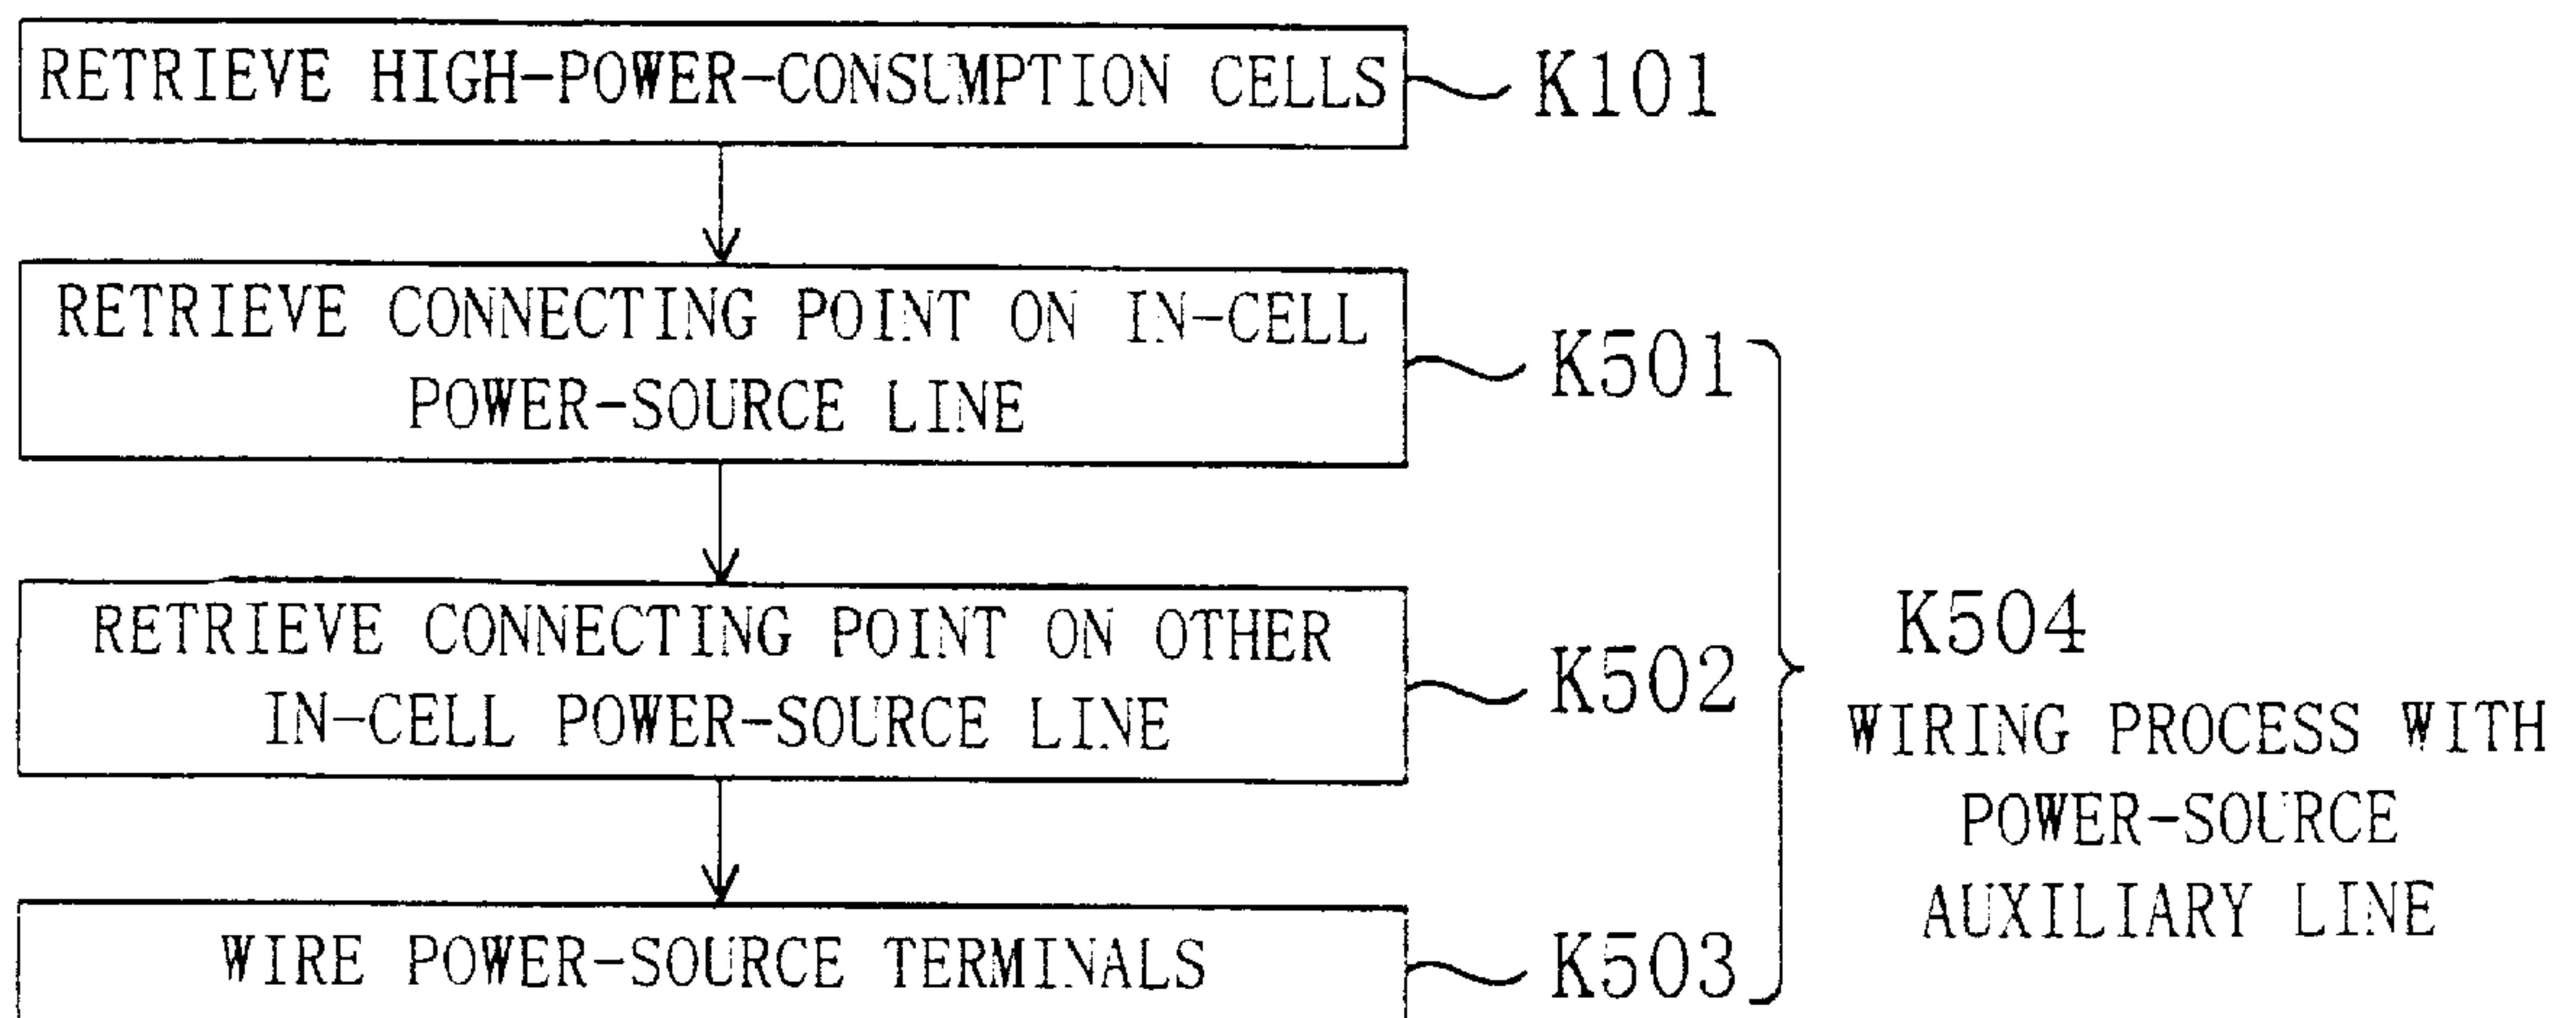 RETRIEVE HIGH-POWER-CONSUMPTION CELLS
K101
RETRIEVE CONNECTING POINT ON IN-CELL
POWER-SOURCE LINE
K501
RETRIEVE CONNECTING POINT ON OTHER
IN-CELL POWER-SOURCE LINE
K502
WIRE POWER-SOURCE TERMINALS
K503
K504
WIRING PROCESS WITH
POWER-SOURCE
AUXILIARY LINE